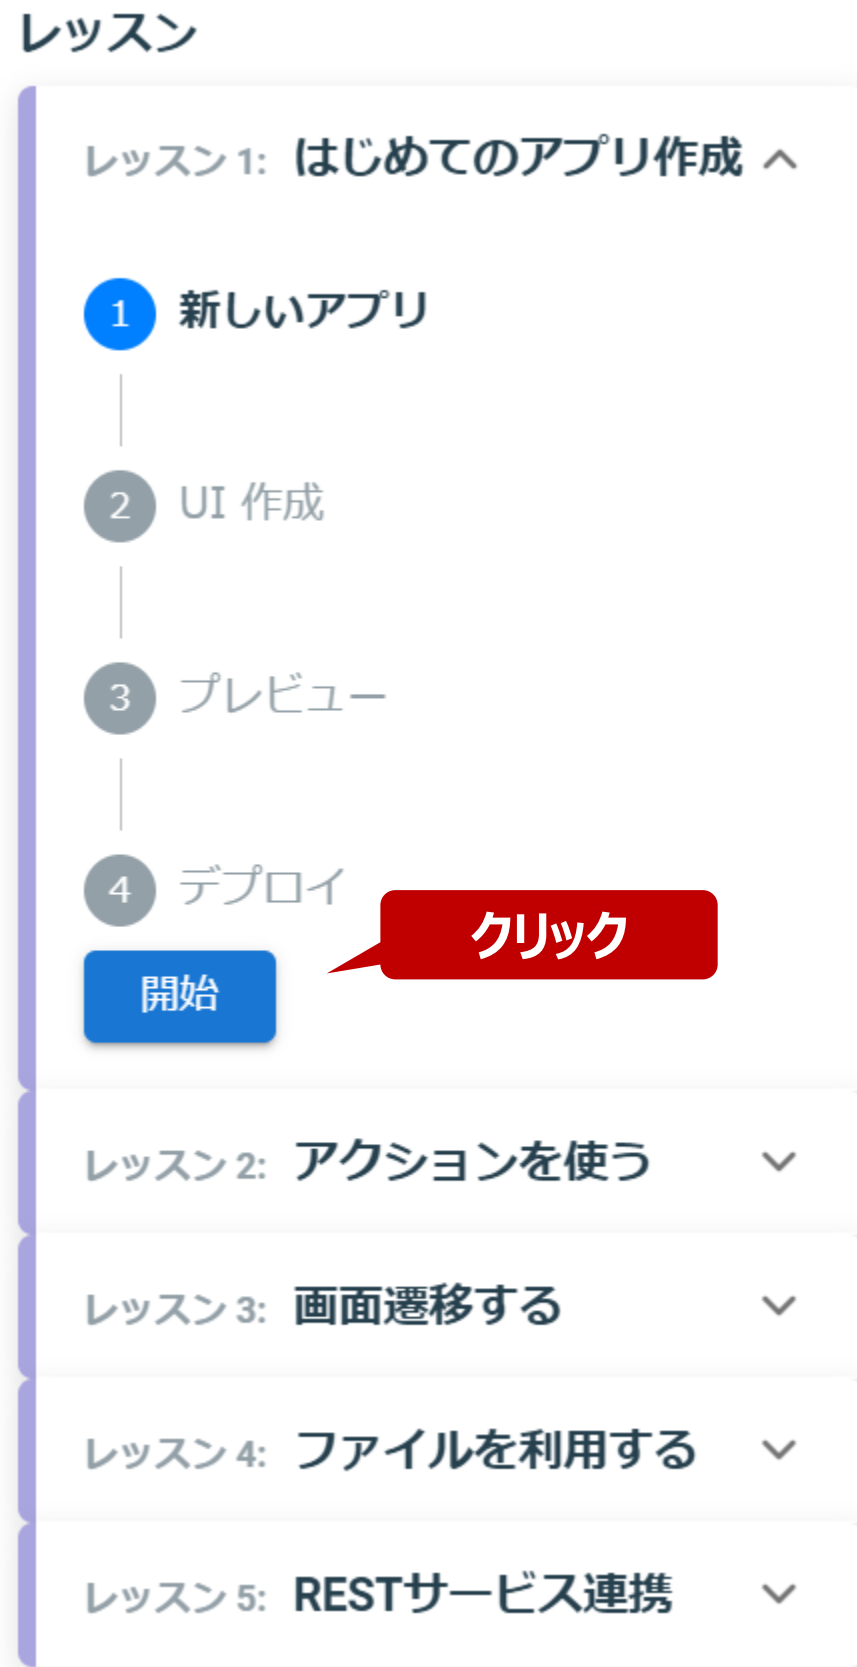 レッスン
レッスン 1: はじめてのアプリ作成
1 新しいアプリ
2 UI 作成
3 プレビュー
4 デプロイ
クリック
開始
レッスン 2: アクションを使う
レッスン 3: 画面遷移する
レッスン 4: ファイルを利用する
レッスン 5: RESTサービス連携